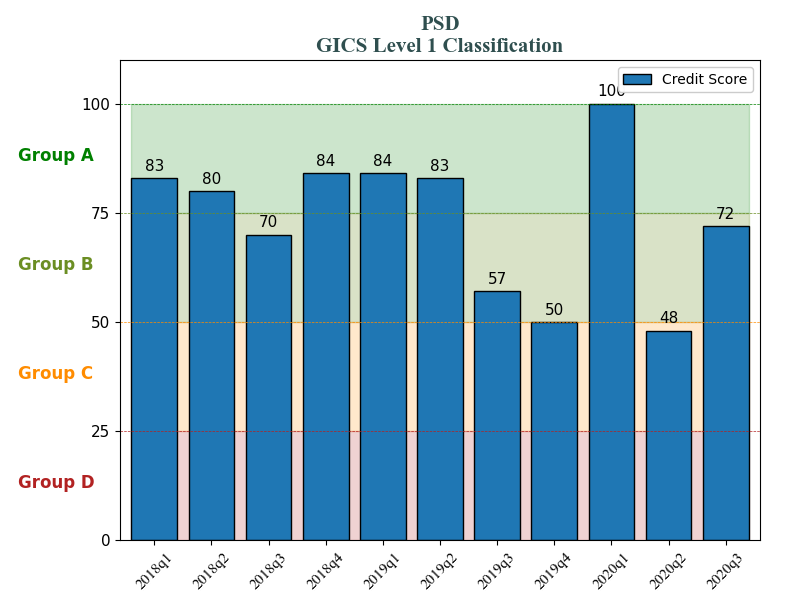 PSD
GICS Level 1 Classification
Credit Score
100
75
50
25
0
Group A
Group B
Group C
Group D
83
80
70
84
84
83
57
50
100
48
72
2018q1
2018q2
2018q3
2018q4
2019q1
2019q2
2019q3
2019q4
2020q1
2020q2
2020q3